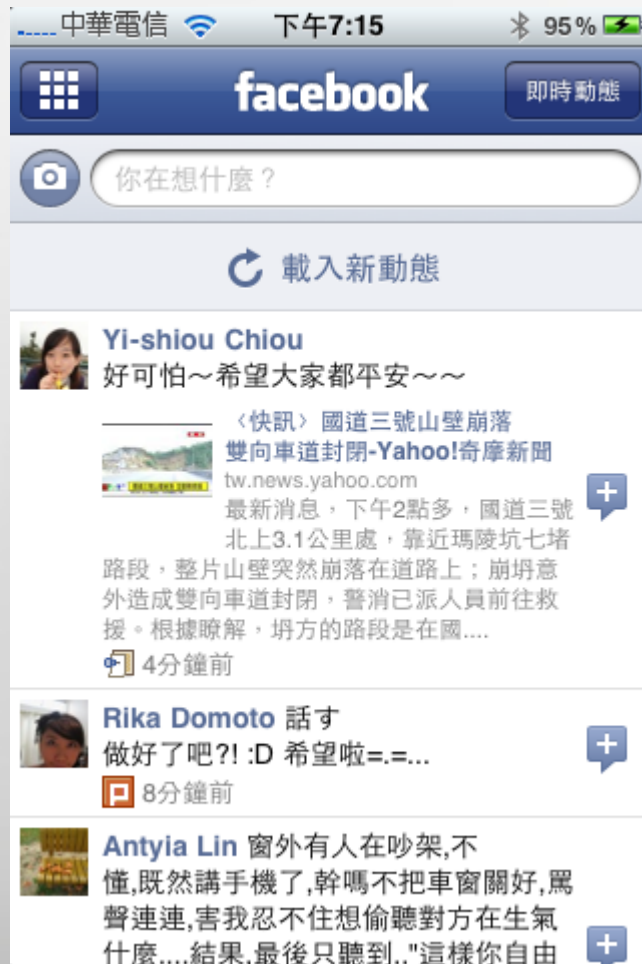 中華電信 下午7:15 95%
facebook 即時動態
你在想什麼？
載入新動態
Yi-shiou Chiou
好可怕～希望大家都平安～～
〈快訊〉國道三號山壁崩落
雙向車道封閉-Yahoo!奇摩新聞
tw.news.yahoo.com
最新消息，下午2點多，國道三號
北上3.1公里處，靠近瑪陵坑七堵
路段，整片山壁突然崩落在道路上；崩坍意
外造成雙向車道封閉，警消已派人員前往救
援。根據瞭解，坍方的路段是在國....
4分鐘前
Rika Domoto 話す
做好了吧?! :D 希望啦=.=...
8分鐘前
Antyia Lin 窗外有人在吵架,不
懂,既然講手機了,幹嗎不把車窗關好,罵
聲連連,害我忍不住想偷聽對方在生氣
什麼....結果,最後只聽到.."這樣你自由